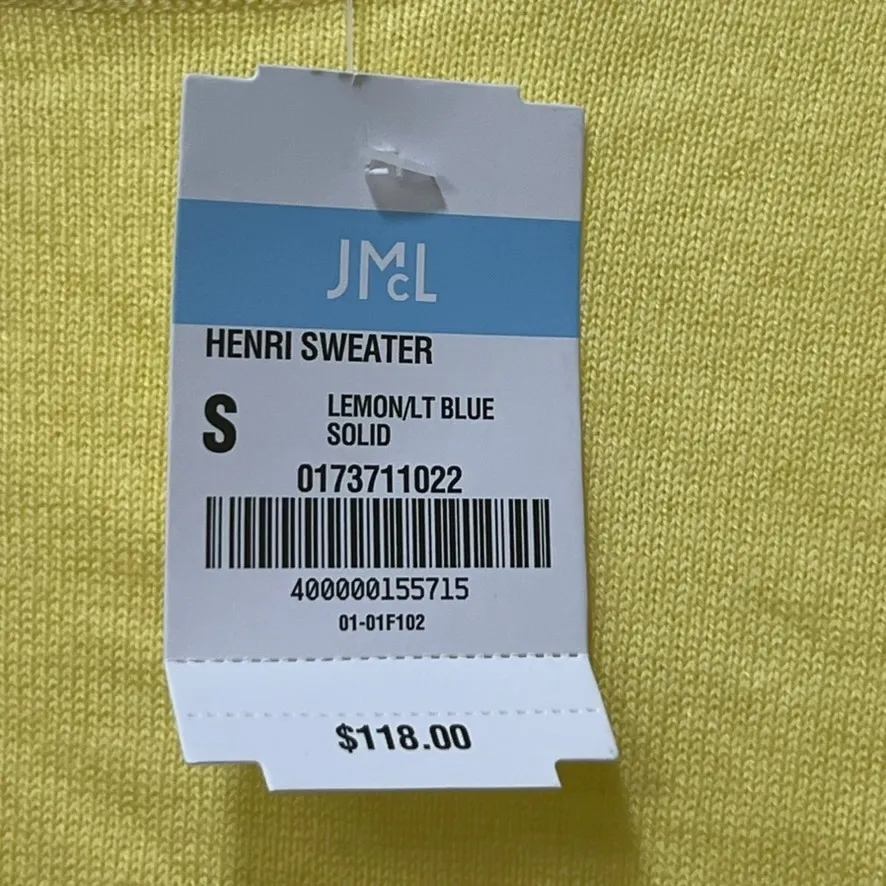 JMcL
HENRI SWEATER
S
LEMON/LT BLUE
SOLID
0173711022
400000155715
01-01F102
$118.00